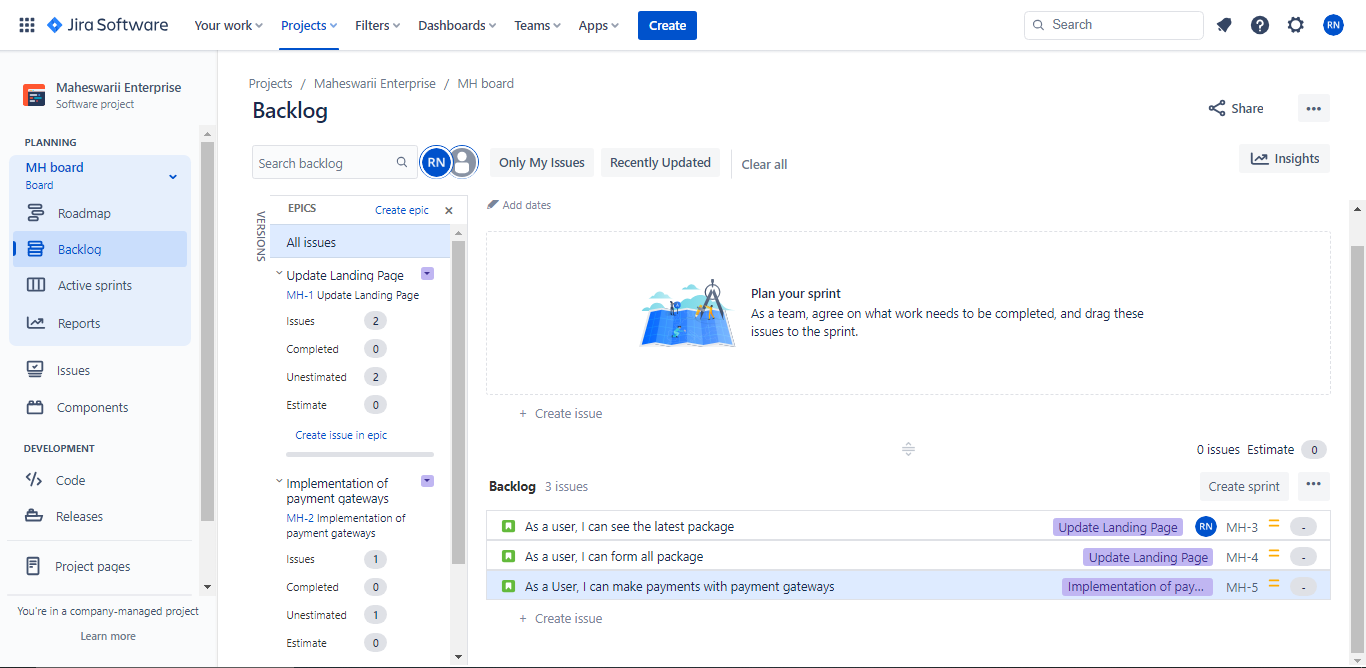 Jira Software
Your work
Projects
Filters
Dashboards
Teams
Apps
Create
Search
RN
Maheswarii Enterprise
Software project
PLANNING
MH board
Board
Roadmap
Backlog
Active sprints
Reports
Issues
Components
DEVELOPMENT
Code
Releases
Project pages
You're in a company-managed project
Learn more
Projects / Maheswarii Enterprise / MH board
Backlog
Share
Search backlog
RN
Only My Issues
Recently Updated
Clear all
Insights
VERSIONS
EPICS
Create epic
All issues
Update Landing Page
MH-1 Update Landing Page
Issues 2
Completed 0
Unestimated 2
Estimate 0
Create issue in epic
Implementation of
payment gateways
MH-2 Implementation of
payment gateways
Issues 1
Completed 0
Unestimated 1
Estimate 0
Add dates
Plan your sprint
As a team, agree on what work needs to be completed, and drag these
issues to the sprint.
+ Create issue
0 issues Estimate 0
Backlog 3 issues
Create sprint
As a user, I can see the latest package Update Landing Page RN MH-3 -
As a user, I can form all package Update Landing Page MH-4 -
As a User, I can make payments with payment gateways Implementation of pay... MH-5 -
+ Create issue